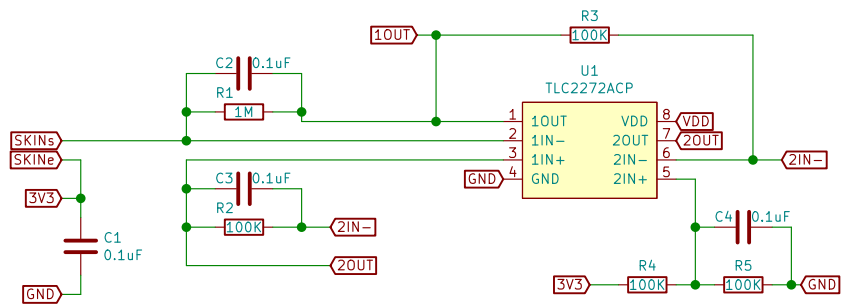 R3
1OUT
100K
C2 0.1uF
U1
TLC2272ACP
R1
1M
1 1OUT VDD 8 VDD
SKINs
2 1IN- 2OUT 7 2OUT
SKINe
3 1IN+ 2IN- 6 2IN-
C3 0.1uF
GND 4 GND 2IN+ 5
3V3
R2
C4 0.1uF
100K 2IN-
C1
0.1uF
2OUT
R4 R5
3V3 100K 100K GND
GND